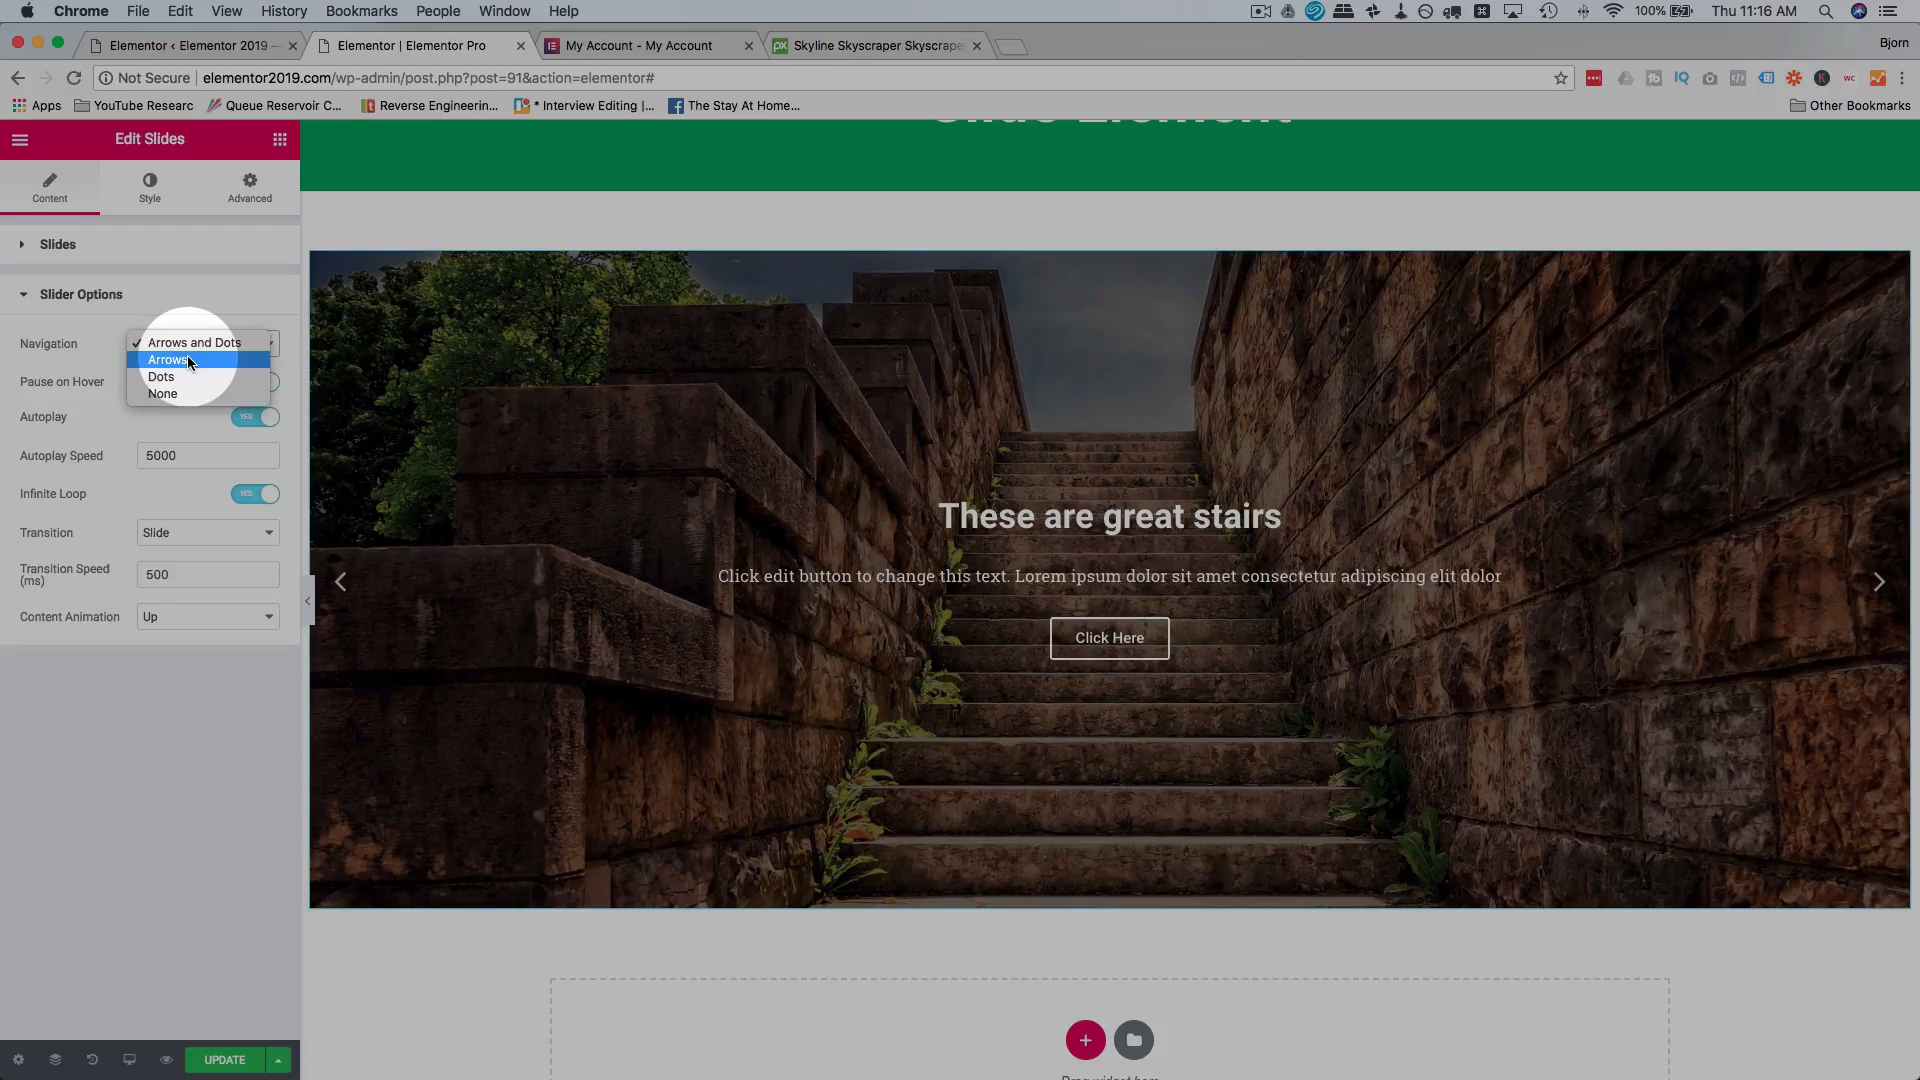 Chrome File Edit View History Bookmarks People Window Help 100% Thu 11:16 AM
Elementor ‹ Elementor 2019 — Elementor | Elementor Pro My Account - My Account Skyline Skyscraper Skyscrape Bjorn
Not Secure | elementor2019.com/wp-admin/post.php?post=91&action=elementor#
Apps YouTube Researc Queue Reservoir C... Reverse Engineerin... * Interview Editing |... The Stay At Home... Other Bookmarks
Edit Slides
Content Style Advanced
Slides
Slider Options
Navigation Arrows and Dots
Arrows
Dots
None
Pause on Hover
Autoplay YES
Autoplay Speed 5000
Infinite Loop YES
Transition Slide
Transition Speed (ms) 500
Content Animation Up
These are great stairs
Click edit button to change this text. Lorem ipsum dolor sit amet consectetur adipiscing elit dolor
Click Here
UPDATE